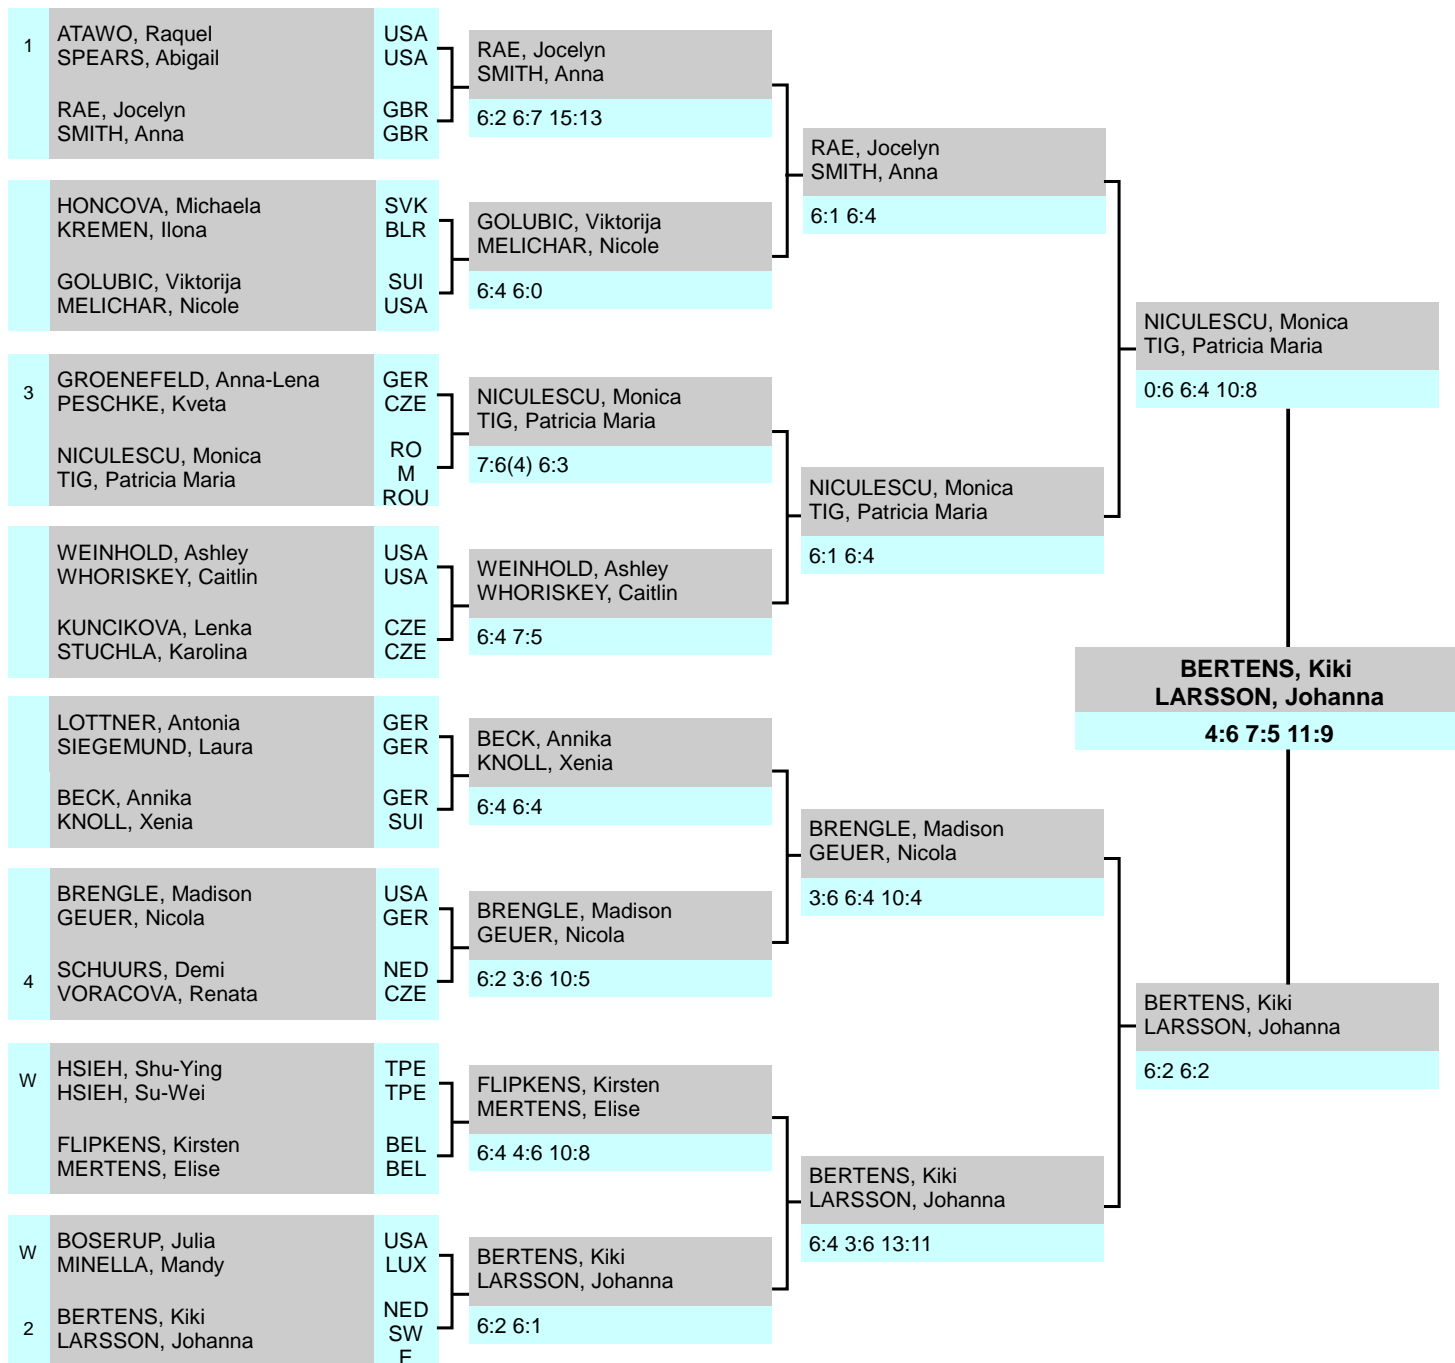 1
ATAWO, Raquel
SPEARS, Abigail
USA
USA
RAE, Jocelyn
SMITH, Anna
GBR
GBR
HONCOVA, Michaela
KREMEN, Ilona
SVK
BLR
GOLUBIC, Viktorija
MELICHAR, Nicole
SUI
USA
3
GROENEFELD, Anna-Lena
PESCHKE, Kveta
GER
CZE
NICULESCU, Monica
TIG, Patricia Maria
RO
M
ROU
WEINHOLD, Ashley
WHORISKEY, Caitlin
USA
USA
KUNCIKOVA, Lenka
STUCHLA, Karolina
CZE
CZE
LOTTNER, Antonia
SIEGEMUND, Laura
GER
GER
BECK, Annika
KNOLL, Xenia
GER
SUI
BRENGLE, Madison
GEUER, Nicola
USA
GER
4
SCHUURS, Demi
VORACOVA, Renata
NED
CZE
W
HSIEH, Shu-Ying
HSIEH, Su-Wei
TPE
TPE
FLIPKENS, Kirsten
MERTENS, Elise
BEL
BEL
W
BOSERUP, Julia
MINELLA, Mandy
USA
LUX
2
BERTENS, Kiki
LARSSON, Johanna
NED
SW
E
RAE, Jocelyn
SMITH, Anna
6:2 6:7 15:13
GOLUBIC, Viktorija
MELICHAR, Nicole
6:4 6:0
NICULESCU, Monica
TIG, Patricia Maria
7:6(4) 6:3
WEINHOLD, Ashley
WHORISKEY, Caitlin
6:4 7:5
BECK, Annika
KNOLL, Xenia
6:4 6:4
BRENGLE, Madison
GEUER, Nicola
6:2 3:6 10:5
FLIPKENS, Kirsten
MERTENS, Elise
6:4 4:6 10:8
BERTENS, Kiki
LARSSON, Johanna
6:2 6:1
RAE, Jocelyn
SMITH, Anna
6:1 6:4
NICULESCU, Monica
TIG, Patricia Maria
6:1 6:4
BRENGLE, Madison
GEUER, Nicola
3:6 6:4 10:4
BERTENS, Kiki
LARSSON, Johanna
6:4 3:6 13:11
NICULESCU, Monica
TIG, Patricia Maria
0:6 6:4 10:8
BERTENS, Kiki
LARSSON, Johanna
6:2 6:2
BERTENS, Kiki
LARSSON, Johanna
4:6 7:5 11:9